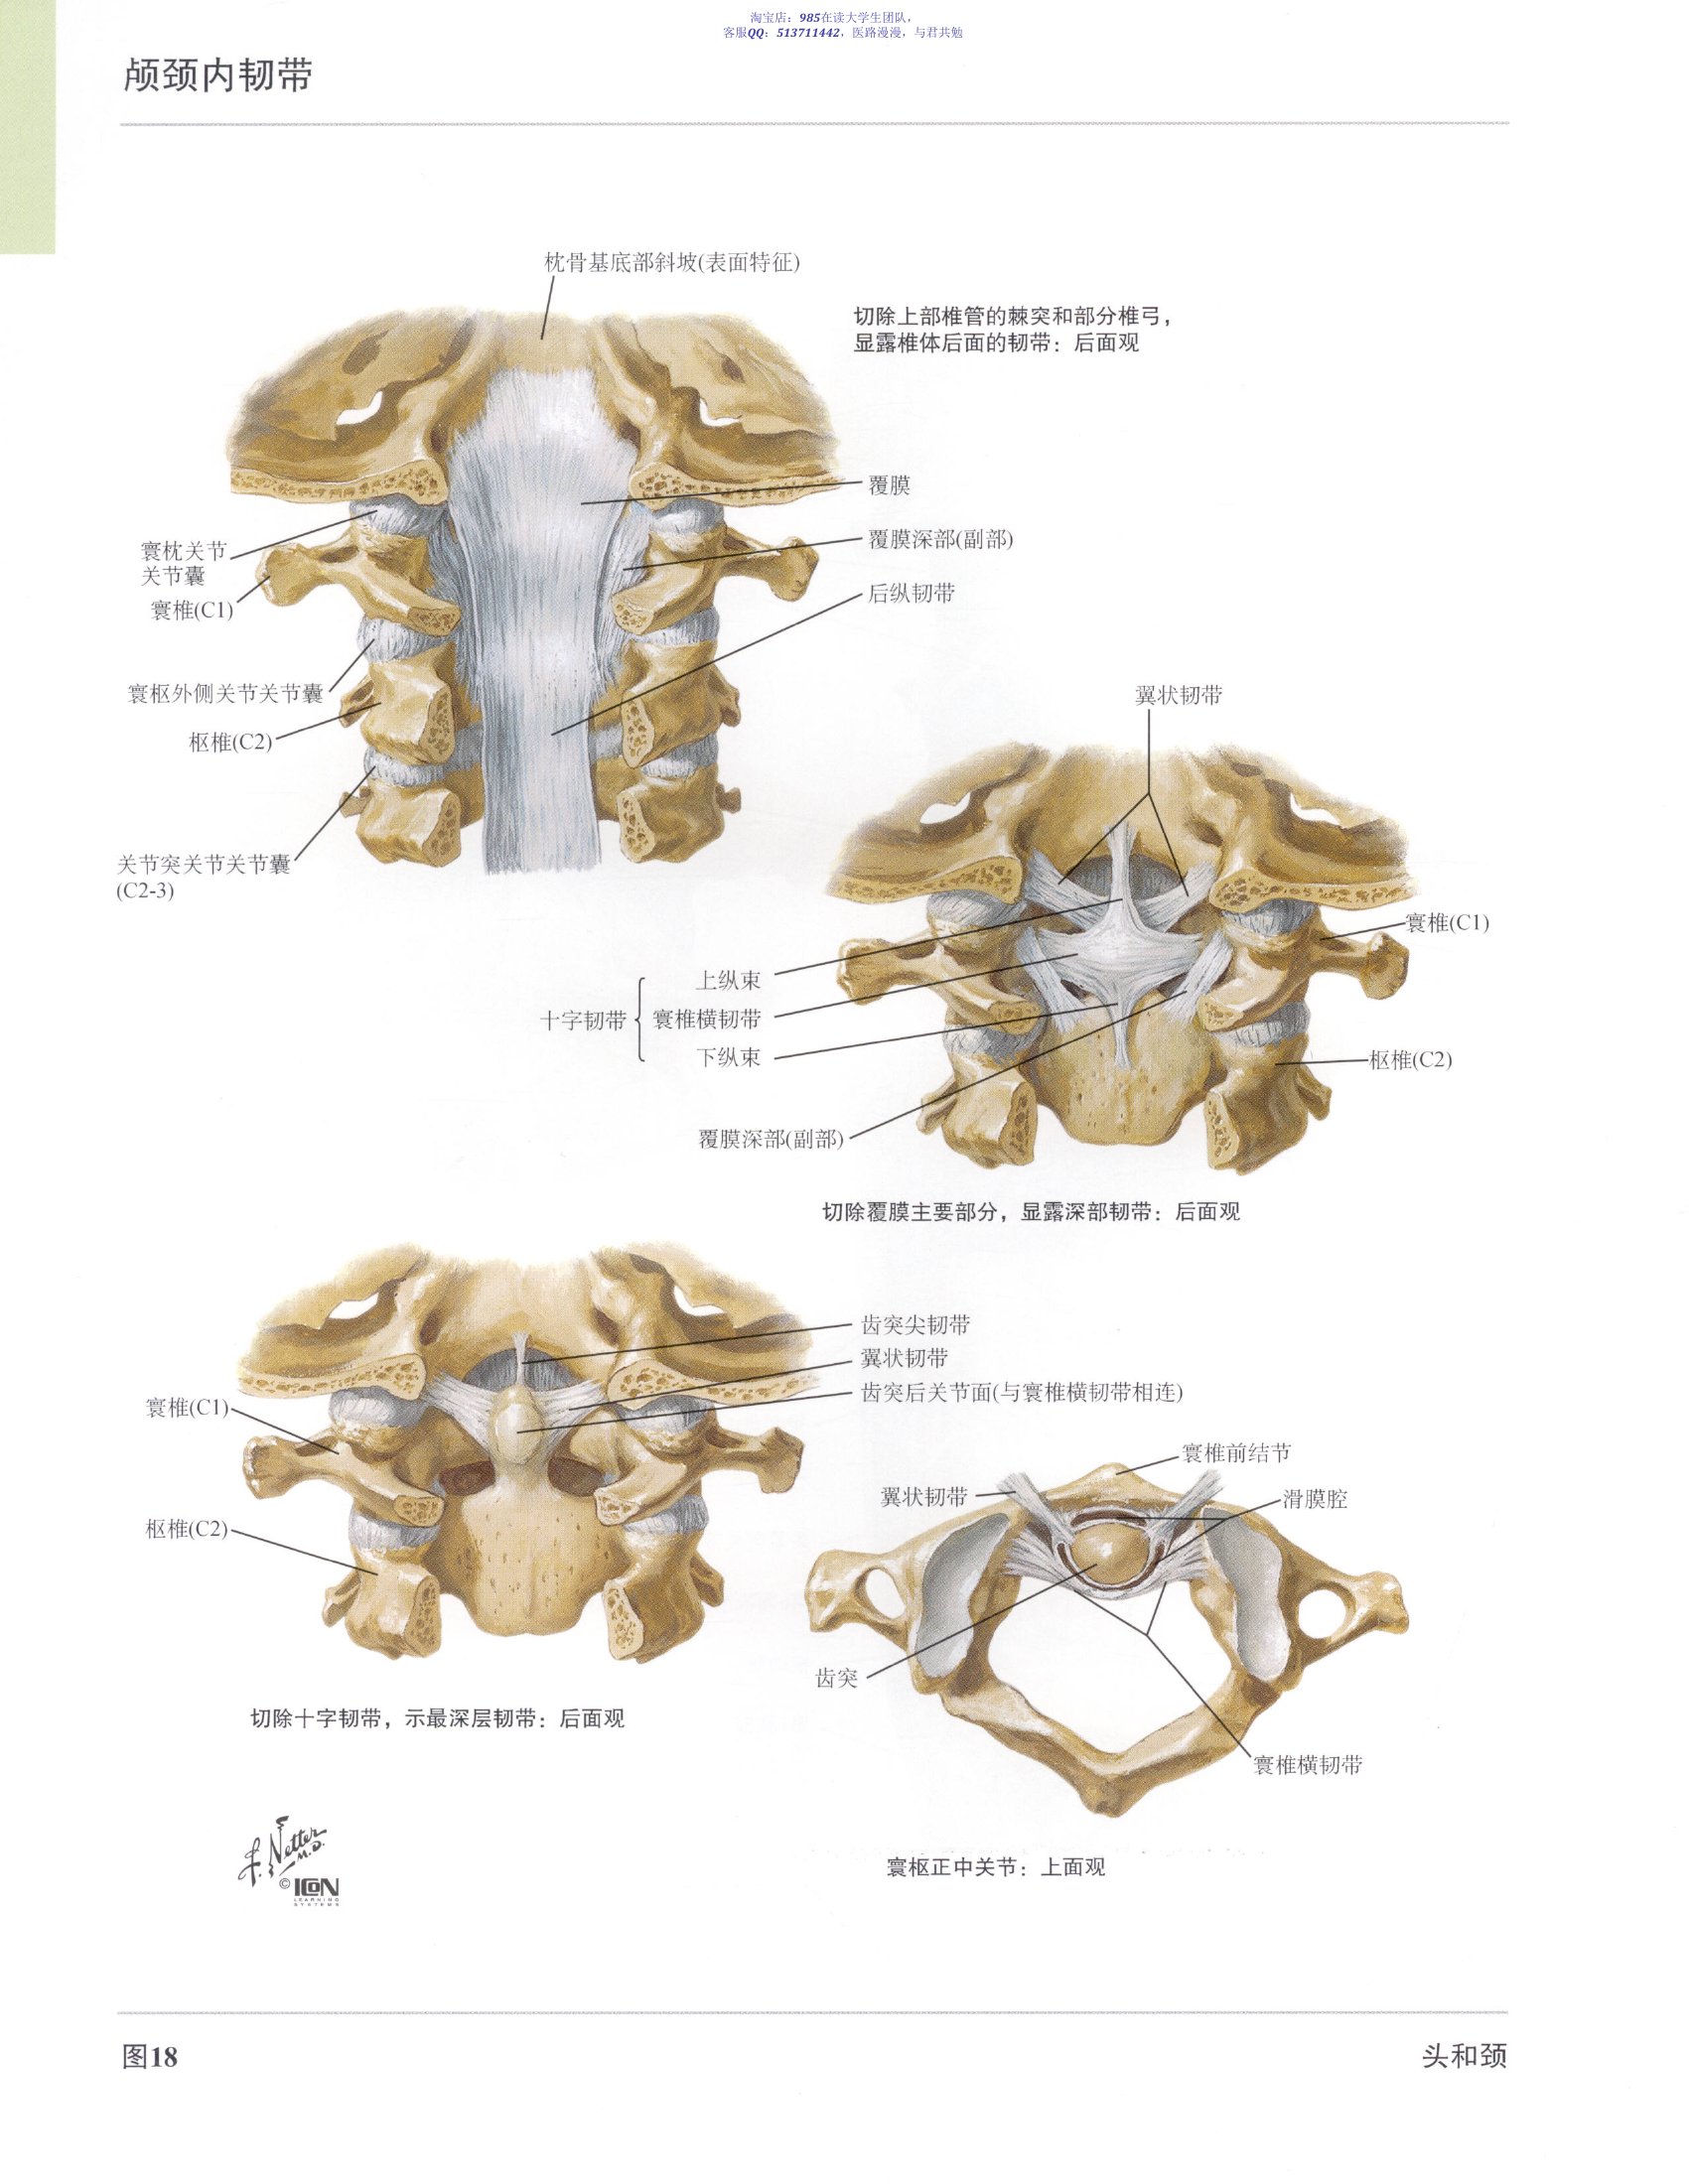 淘宝店：985在读大学生团队，
客服QQ：513711442，医路漫漫，与君共勉
颅颈内韧带
枕骨基底部斜坡(表面特征)
切除上部椎管的棘突和部分椎弓，
显露椎体后面的韧带：后面观
覆膜
覆膜深部(副部)
后纵韧带
寰枕关节
关节囊
寰椎(C1)
寰枢外侧关节关节囊
枢椎(C2)
关节突关节关节囊
(C2-3)
翼状韧带
寰椎(C1)
上纵束
十字韧带
寰椎横韧带
下纵束
枢椎(C2)
覆膜深部(副部)
切除覆膜主要部分，显露深部韧带：后面观
齿突尖韧带
翼状韧带
齿突后关节面(与寰椎横韧带相连)
寰椎(C1)
枢椎(C2)
切除十字韧带，示最深层韧带：后面观
寰椎前结节
翼状韧带
滑膜腔
齿突
寰椎横韧带
寰枢正中关节：上面观
F. Netter
M.D.
© ICON
LEARNING
SYSTEMS
图18
头和颈